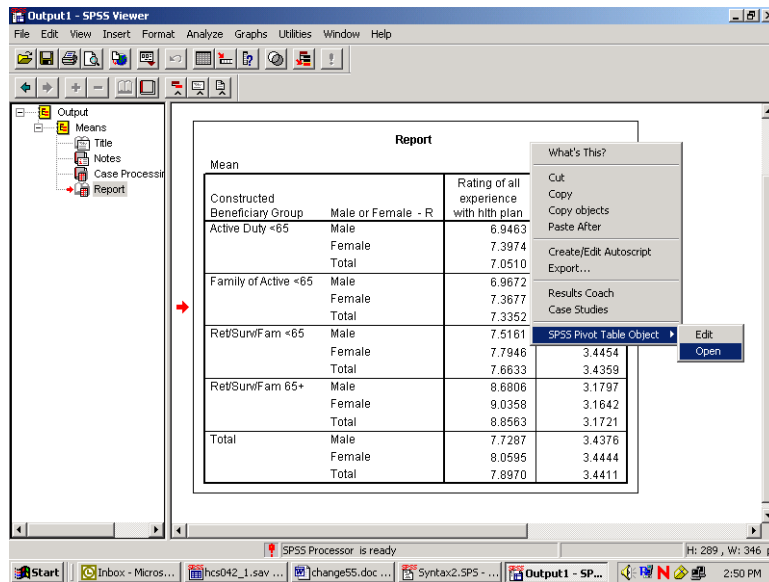 Output1 - SPSS Viewer
File Edit View Insert Format Analyze Graphs Utilities Window Help
Output
Means
Title
Notes
Case Processin
Report
Report
Mean
Constructed Beneficiary Group Male or Female - R Rating of all experience with hlth plan
Active Duty <65 Male 6.9463
Female 7.3974
Total 7.0510
Family of Active <65 Male 6.9672
Female 7.3677
Total 7.3352
Ret/Surv/Fam <65 Male 7.5161
Female 7.7946 3.4454
Total 7.6633 3.4359
Ret/Surv/Fam 65+ Male 8.6806 3.1797
Female 9.0358 3.1642
Total 8.8563 3.1721
Total Male 7.7287 3.4376
Female 8.0595 3.4444
Total 7.8970 3.4411
What's This?
Cut
Copy
Copy objects
Paste After
Create/Edit Autoscript
Export...
Results Coach
Case Studies
SPSS Pivot Table Object
Edit
Open
SPSS Processor is ready
H: 289 , W: 346 p
Start Inbox - Micros... hcs042_1.sav ... change55.doc ... Syntax2.SPS - ... Output1 - SP... 2:50 PM